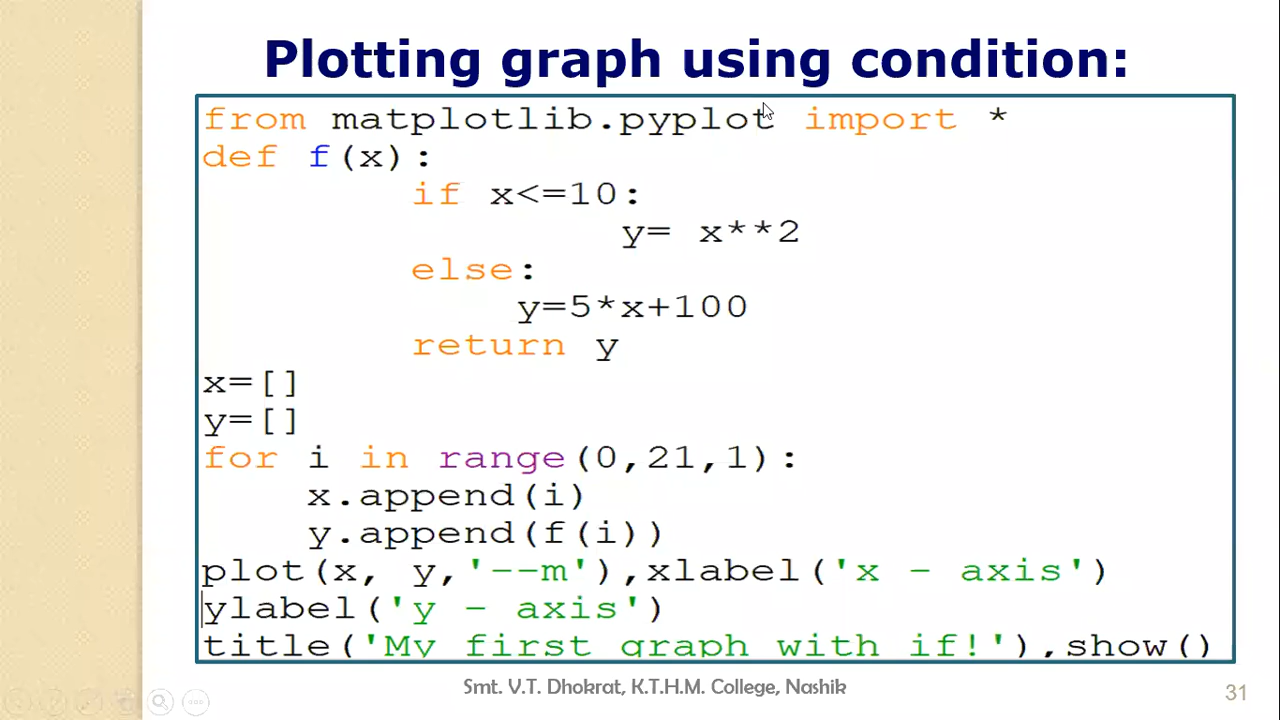 Plotting graph using condition:
from matplotlib.pyplot import *
def f(x):
        if x<=10:
                y= x**2
        else:
            y=5*x+100
        return y
x=[]
y=[]
for i in range(0,21,1):
    x.append(i)
    y.append(f(i))
plot(x, y,'--m'),xlabel('x - axis')
ylabel('y - axis')
title('My first graph with if!'),show()
Smt. V.T. Dhokrat, K.T.H.M. College, Nashik
31